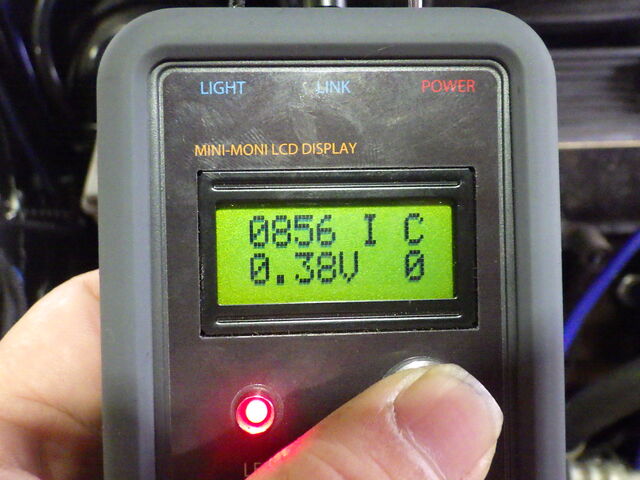 LIGHT LINK POWER
MINI-MONI LCD DISPLAY
0856 I C
0.38V 0